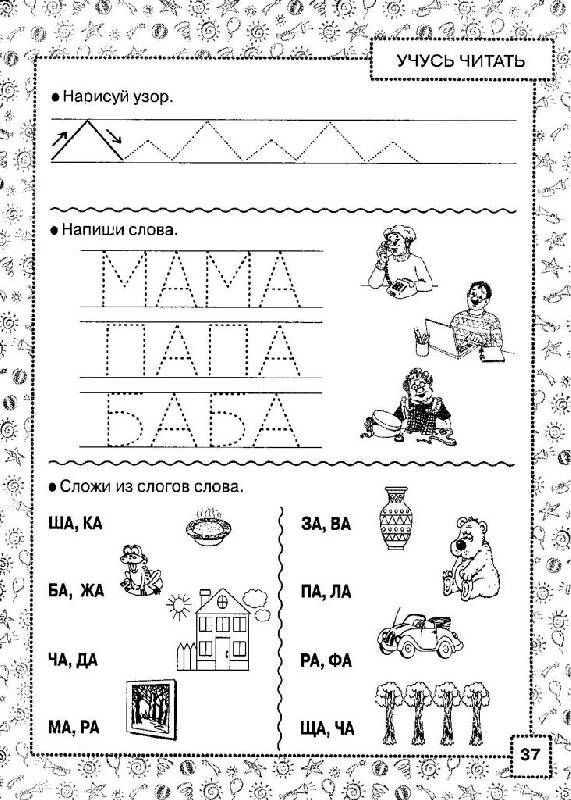 УЧУСЬ ЧИТАТЬ
• Нарисуй узор.
• Напиши слова.
МАМА
ПАПА
БАБА
• Сложи из слогов слова.
ША, КА
БА, ЖА
ЧА, ДА
МА, РА
ЗА, ВА
ПА, ЛА
РА, ФА
ЩА, ЧА
37